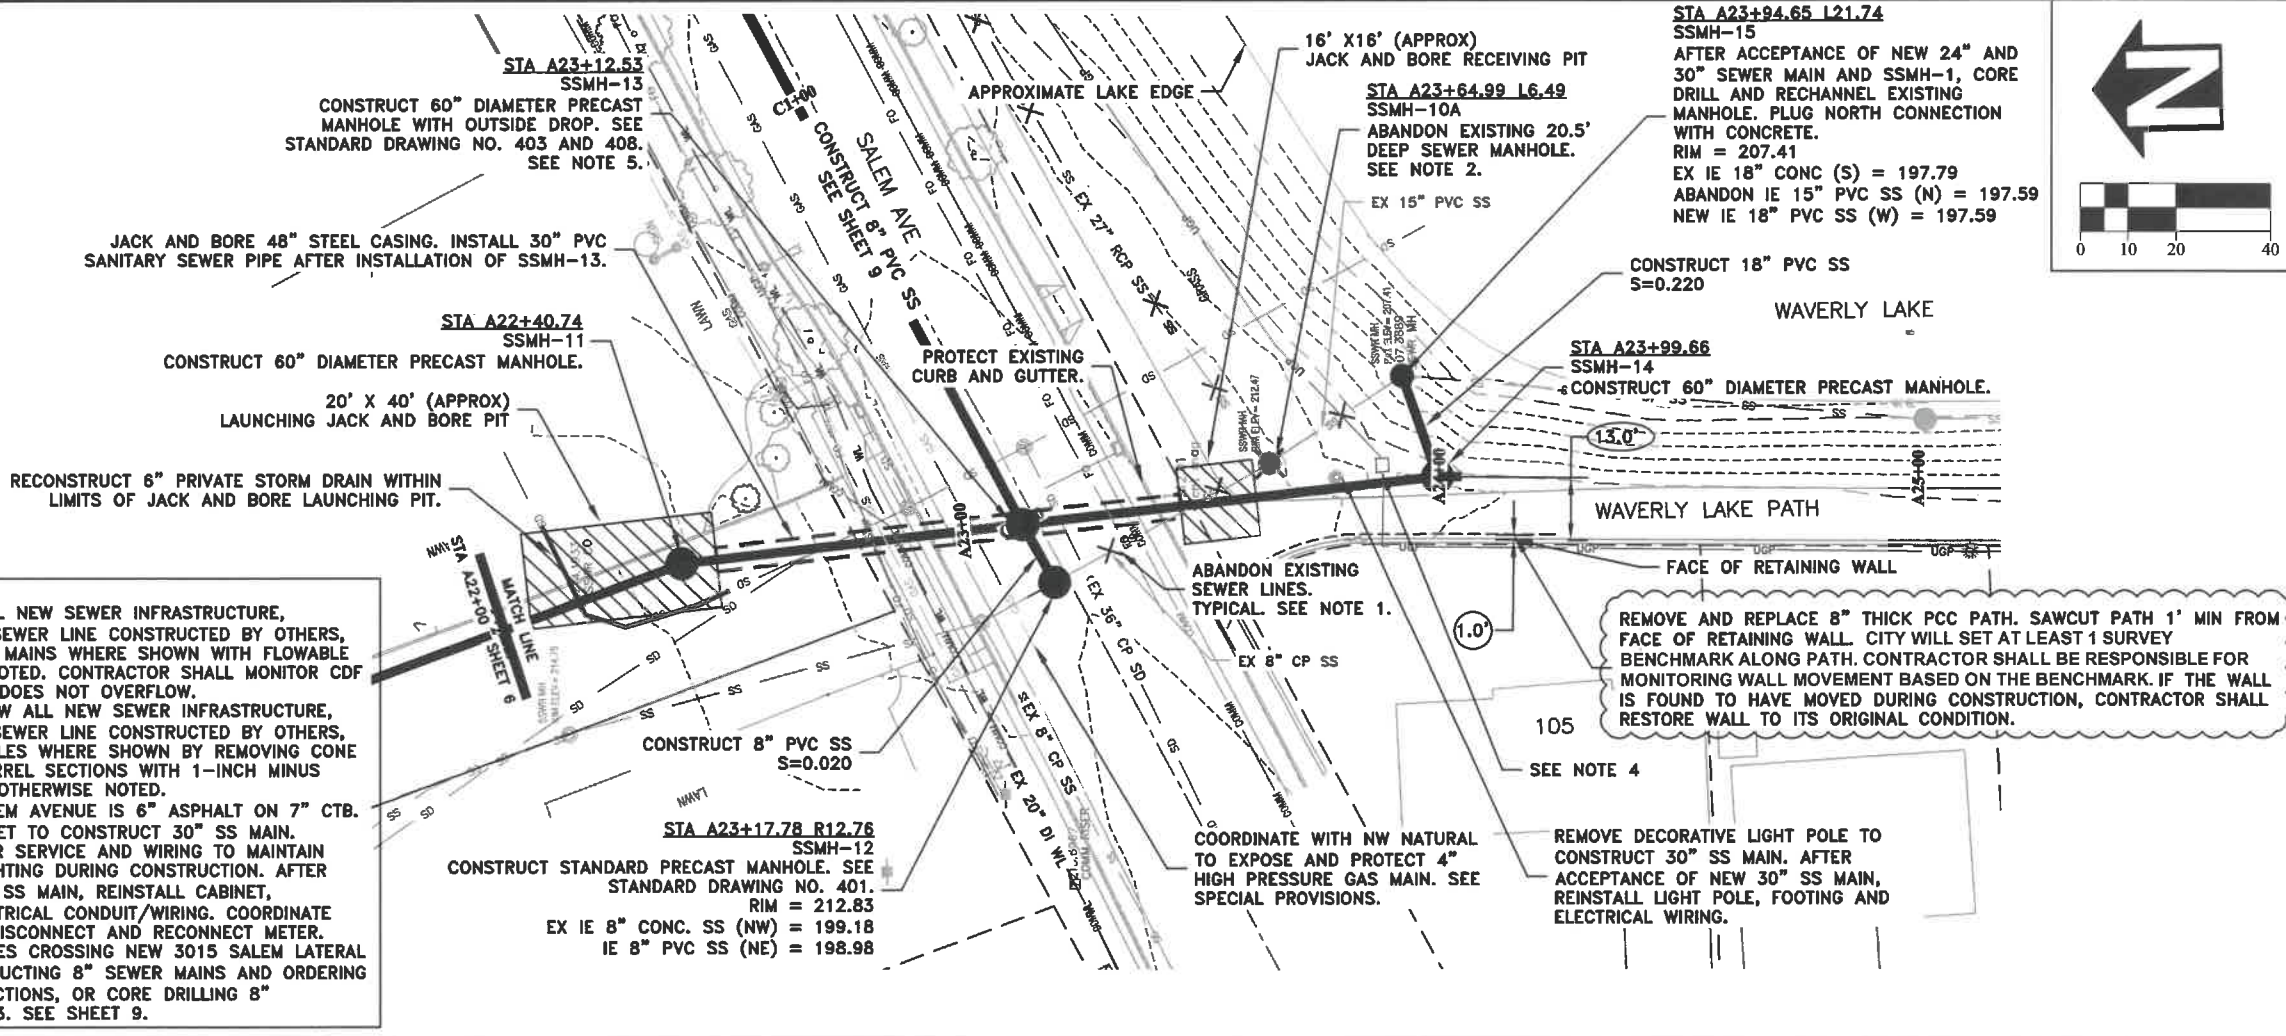 STA A23+12.53
SSMH-13
CONSTRUCT 60" DIAMETER PRECAST
MANHOLE WITH OUTSIDE DROP. SEE
STANDARD DRAWING NO. 403 AND 408.
SEE NOTE 5.
JACK AND BORE 48" STEEL CASING. INSTALL 30" PVC
SANITARY SEWER PIPE AFTER INSTALLATION OF SSMH-13.
STA A22+40.74
SSMH-11
CONSTRUCT 60" DIAMETER PRECAST MANHOLE.
20' X 40' (APPROX)
LAUNCHING JACK AND BORE PIT
RECONSTRUCT 6" PRIVATE STORM DRAIN WITHIN
LIMITS OF JACK AND BORE LAUNCHING PIT.
MATCH LINE
STA A22+00 SHEET 6
L NEW SEWER INFRASTRUCTURE,
SEWER LINE CONSTRUCTED BY OTHERS,
MAINS WHERE SHOWN WITH FLOWABLE
OTED. CONTRACTOR SHALL MONITOR CDF
DOES NOT OVERFLOW.
W ALL NEW SEWER INFRASTRUCTURE,
SEWER LINE CONSTRUCTED BY OTHERS,
LES WHERE SHOWN BY REMOVING CONE
RREL SECTIONS WITH 1-INCH MINUS
OTHERWISE NOTED.
EM AVENUE IS 6" ASPHALT ON 7" CTB.
ET TO CONSTRUCT 30" SS MAIN.
R SERVICE AND WIRING TO MAINTAIN
HTING DURING CONSTRUCTION. AFTER
SS MAIN, REINSTALL CABINET,
TRICAL CONDUIT/WIRING. COORDINATE
ISCONNECT AND RECONNECT METER.
ES CROSSING NEW 3015 SALEM LATERAL
UCTING 8" SEWER MAINS AND ORDERING
CTIONS, OR CORE DRILLING 8"
3. SEE SHEET 9.
C1+00
CONSTRUCT 8" PVC SS
SEE SHEET 9
SALEM AVE
APPROXIMATE LAKE EDGE
EX 27" RCP SS
PROTECT EXISTING
CURB AND GUTTER.
A23+00
16' X16' (APPROX)
JACK AND BORE RECEIVING PIT
STA A23+64.99 L6.49
SSMH-10A
ABANDON EXISTING 20.5'
DEEP SEWER MANHOLE.
SEE NOTE 2.
EX 15" PVC SS
STA A23+94.65 L21.74
SSMH-15
AFTER ACCEPTANCE OF NEW 24" AND
30" SEWER MAIN AND SSMH-1, CORE
DRILL AND RECHANNEL EXISTING
MANHOLE. PLUG NORTH CONNECTION
WITH CONCRETE.
RIM = 207.41
EX IE 18" CONC (S) = 197.79
ABANDON IE 15" PVC SS (N) = 197.59
NEW IE 18" PVC SS (W) = 197.59
N
0 10 20 40
CONSTRUCT 18" PVC SS
S=0.220
WAVERLY LAKE
STA A23+99.66
SSMH-14
CONSTRUCT 60" DIAMETER PRECAST MANHOLE.
13.0'
A24+00
A25+00
WAVERLY LAKE PATH
FACE OF RETAINING WALL
1.0'
ABANDON EXISTING
SEWER LINES.
TYPICAL. SEE NOTE 1.
EX 8" CP SS
EX 36" CP SD
EX 8" CP SS
EX 20" DI WL
REMOVE AND REPLACE 8" THICK PCC PATH. SAWCUT PATH 1' MIN FROM
FACE OF RETAINING WALL. CITY WILL SET AT LEAST 1 SURVEY
BENCHMARK ALONG PATH. CONTRACTOR SHALL BE RESPONSIBLE FOR
MONITORING WALL MOVEMENT BASED ON THE BENCHMARK. IF THE WALL
IS FOUND TO HAVE MOVED DURING CONSTRUCTION, CONTRACTOR SHALL
RESTORE WALL TO ITS ORIGINAL CONDITION.
105
SEE NOTE 4
CONSTRUCT 8" PVC SS
S=0.020
LAWN
STA A23+17.78 R12.76
SSMH-12
CONSTRUCT STANDARD PRECAST MANHOLE. SEE
STANDARD DRAWING NO. 401.
RIM = 212.83
EX IE 8" CONC. SS (NW) = 199.18
IE 8" PVC SS (NE) = 198.98
COORDINATE WITH NW NATURAL
TO EXPOSE AND PROTECT 4"
HIGH PRESSURE GAS MAIN. SEE
SPECIAL PROVISIONS.
REMOVE DECORATIVE LIGHT POLE TO
CONSTRUCT 30" SS MAIN. AFTER
ACCEPTANCE OF NEW 30" SS MAIN,
REINSTALL LIGHT POLE, FOOTING AND
ELECTRICAL WIRING.